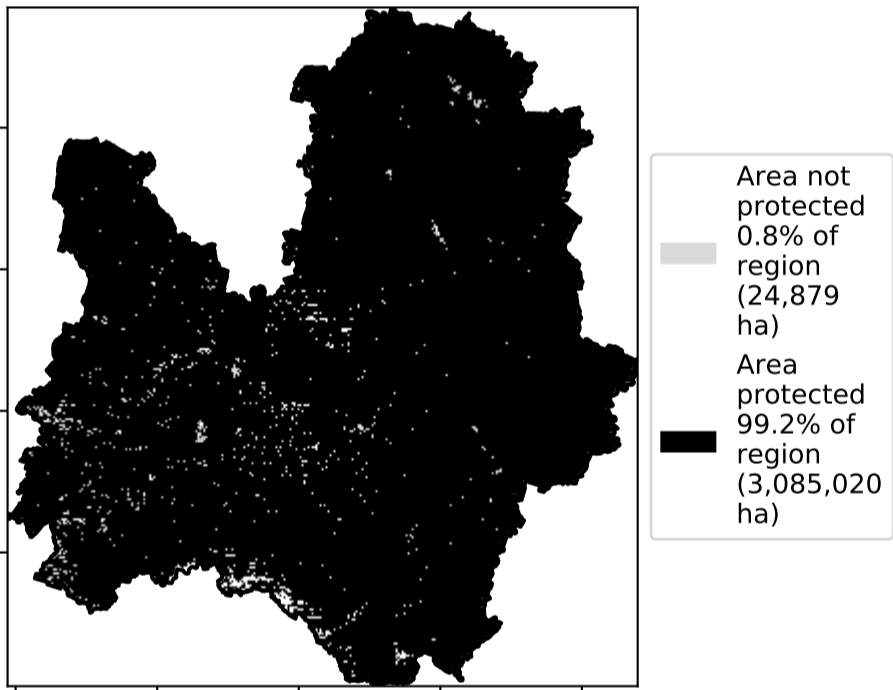 Area not
protected
0.8% of
region
(24,879
ha)
Area
protected
99.2% of
region
(3,085,020
ha)